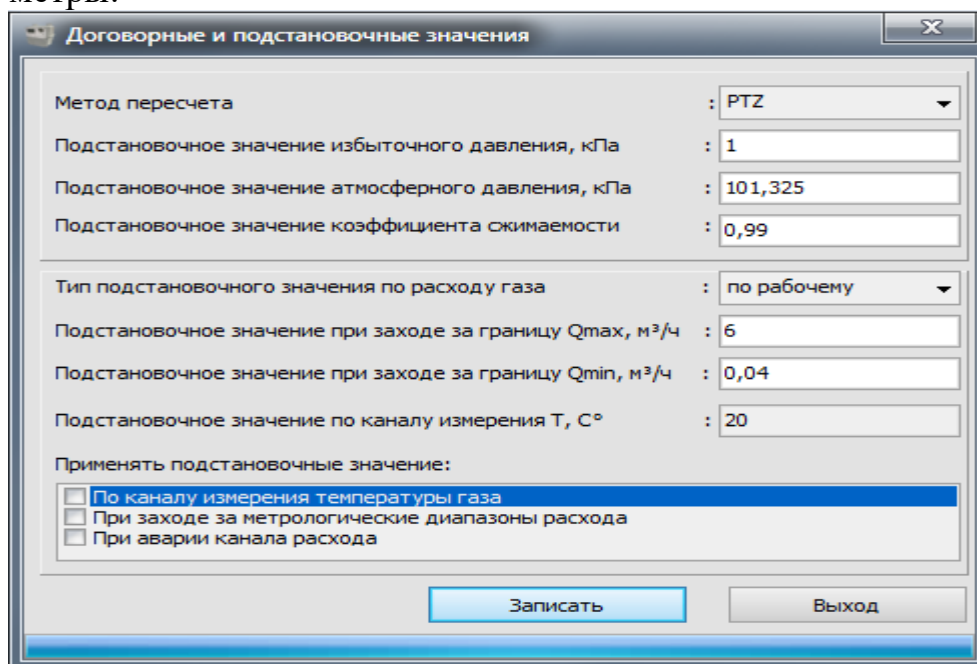 метры:
Договорные и подстановочные значения
Метод пересчета : PTZ
Подстановочное значение избыточного давления, кПа : 1
Подстановочное значение атмосферного давления, кПа : 101,325
Подстановочное значение коэффициента сжимаемости : 0,99
Тип подстановочного значения по расходу газа : по рабочему
Подстановочное значение при заходе за границу Qmax, м³/ч : 6
Подстановочное значение при заходе за границу Qmin, м³/ч : 0,04
Подстановочное значение по каналу измерения T, C° : 20
Применять подстановочные значение:
По каналу измерения температуры газа
При заходе за метрологические диапазоны расхода
При аварии канала расхода
Записать Выход